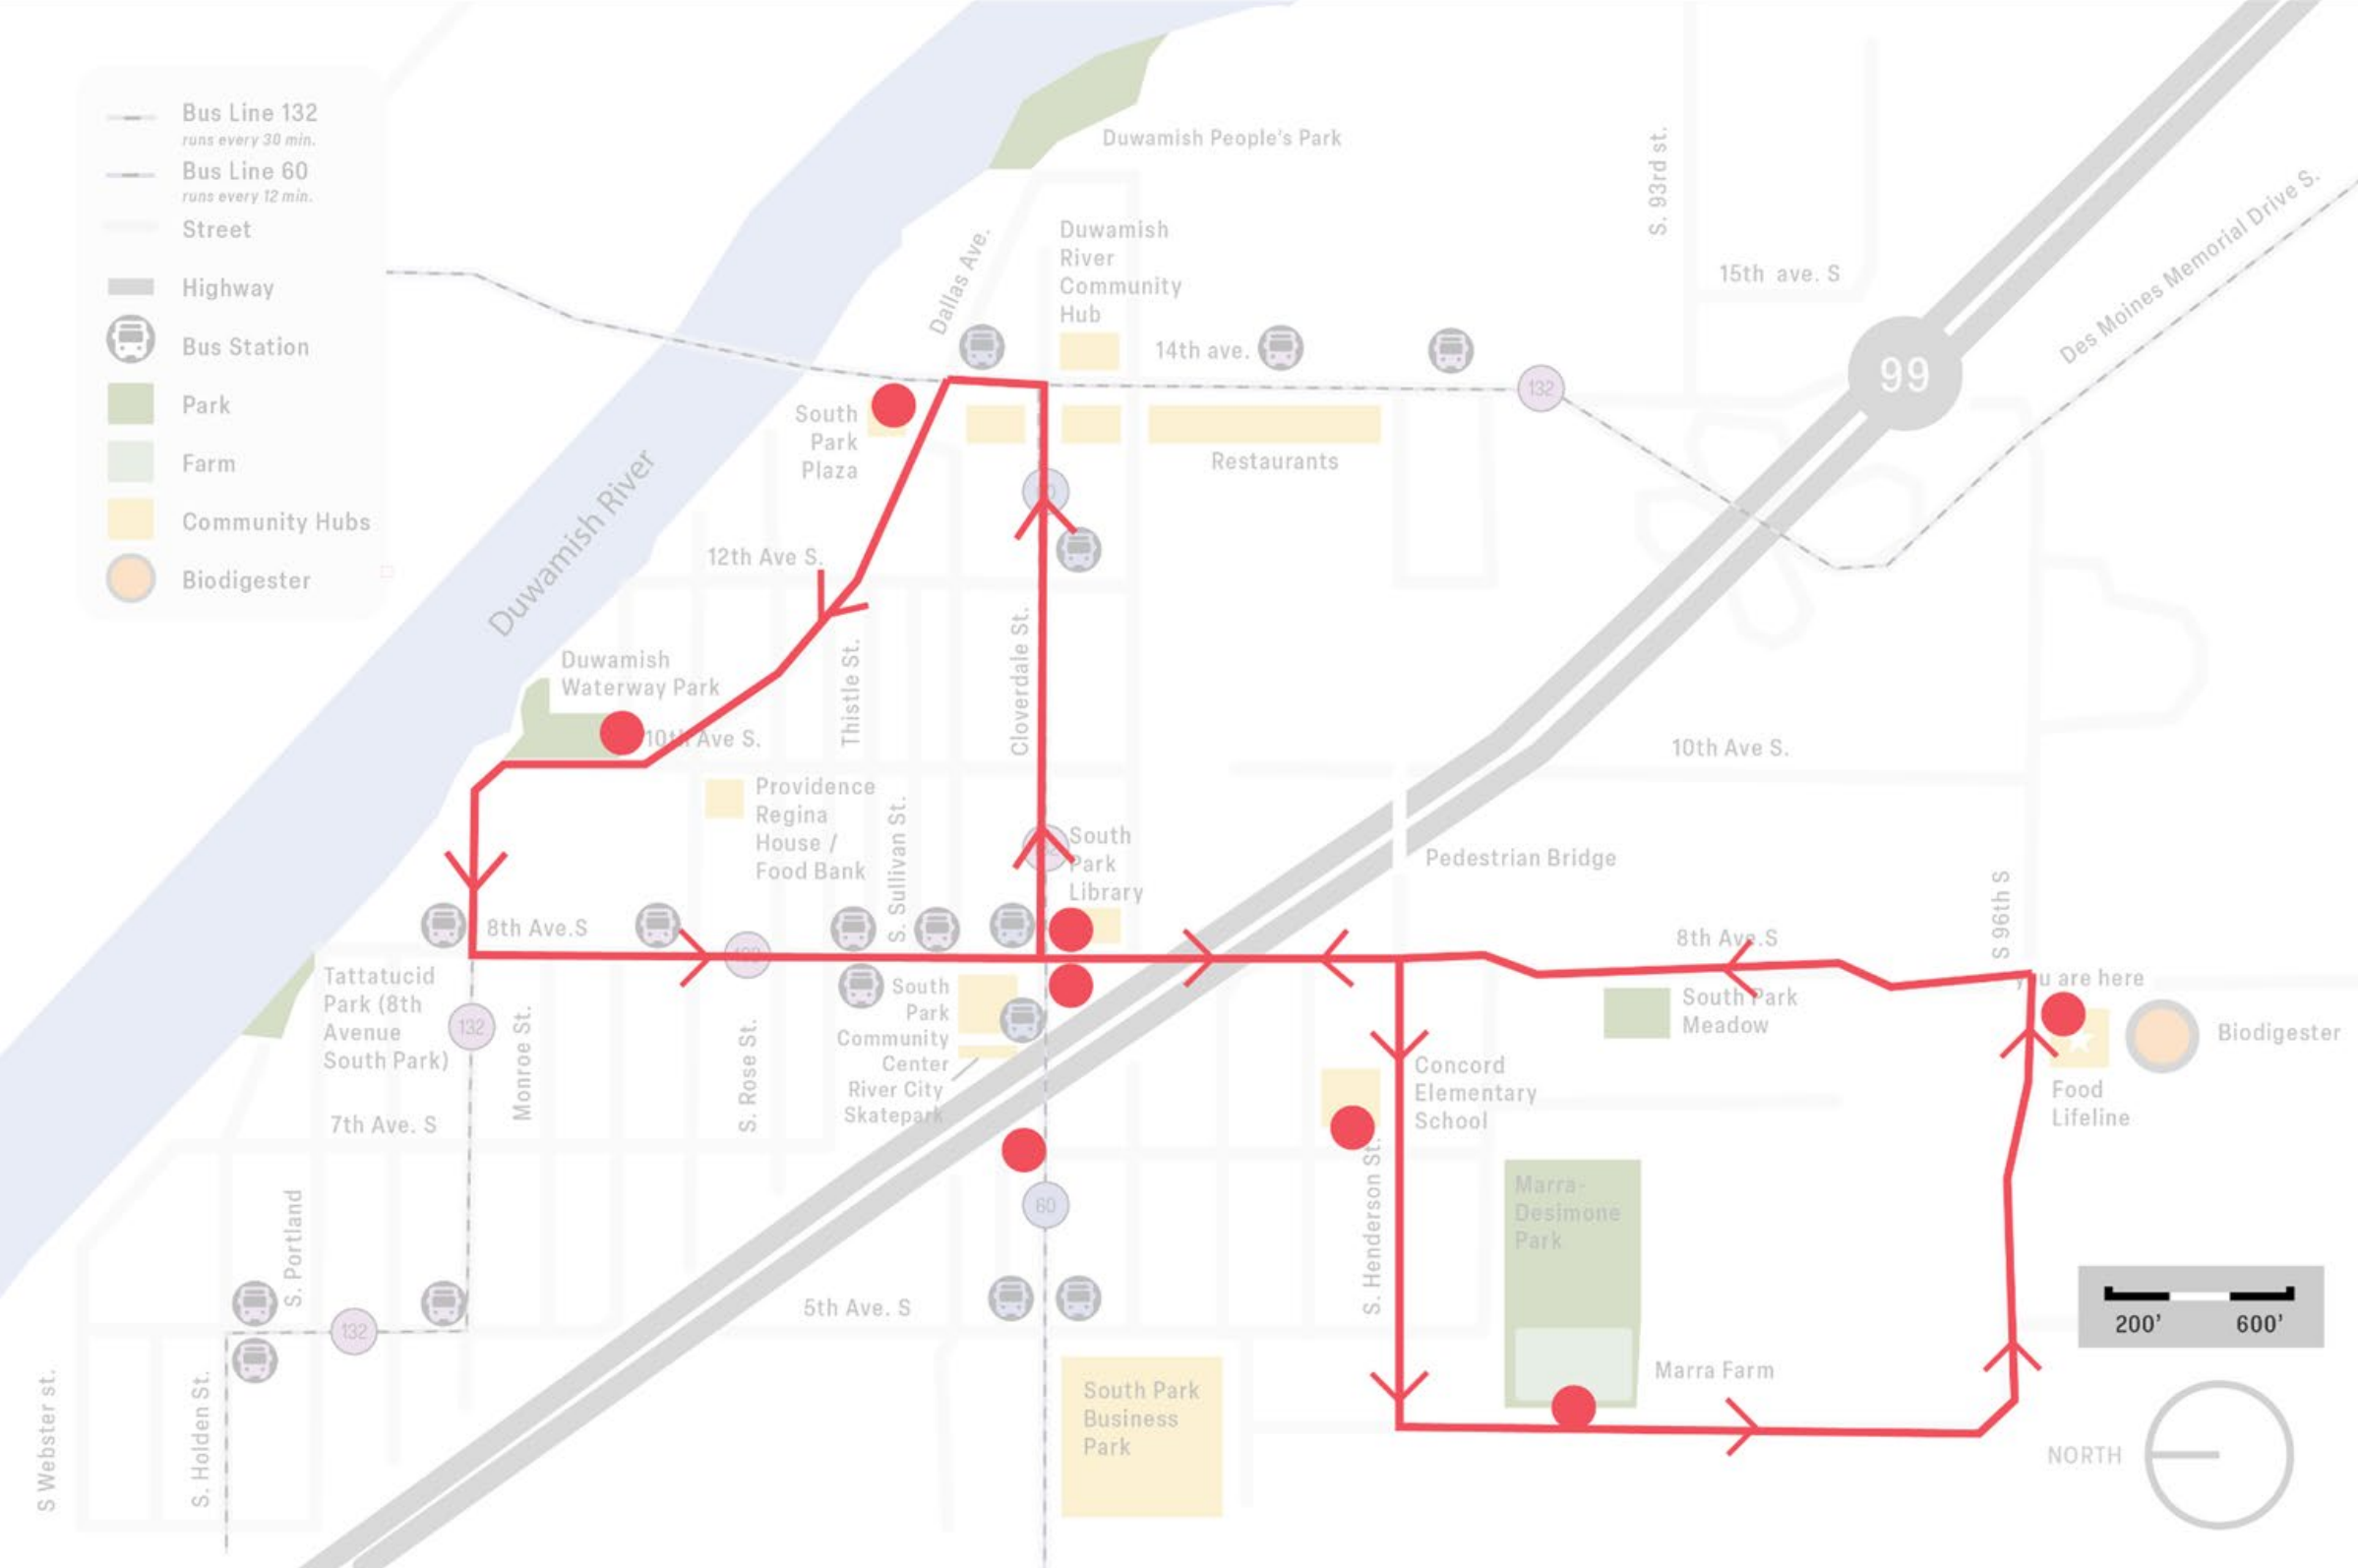 Bus Line 132
runs every 30 min.
Bus Line 60
runs every 12 min.
Street
Highway
Bus Station
Park
Farm
Community Hubs
Biodigester
Duwamish People's Park
S. 93rd st.
15th ave. S
Des Moines Memorial Drive S.
99
Dallas Ave.
Duwamish
River
Community
Hub
14th ave.
132
South
Park
Plaza
Restaurants
Duwamish River
12th Ave S.
Duwamish
Waterway Park
10th Ave S.
Thistle St.
Cloverdale St.
10th Ave S.
Providence
Regina
House /
Food Bank
S. Sullivan St.
South
Park
Library
Pedestrian Bridge
8th Ave.S
8th Ave.S
S 96th S
Tattatucid
Park (8th
Avenue
South Park)
132
Monroe St.
S. Rose St.
South
Park
Community
Center
River City
Skatepark
South Park
Meadow
are here
Biodigester
Food
Lifeline
Concord
Elementary
School
7th Ave. S
60
S. Henderson St.
Marra-
Desimone
Park
S. Portland
132
5th Ave. S
S Webster st.
S. Holden St.
South Park
Business
Park
Marra Farm
200'
600'
NORTH